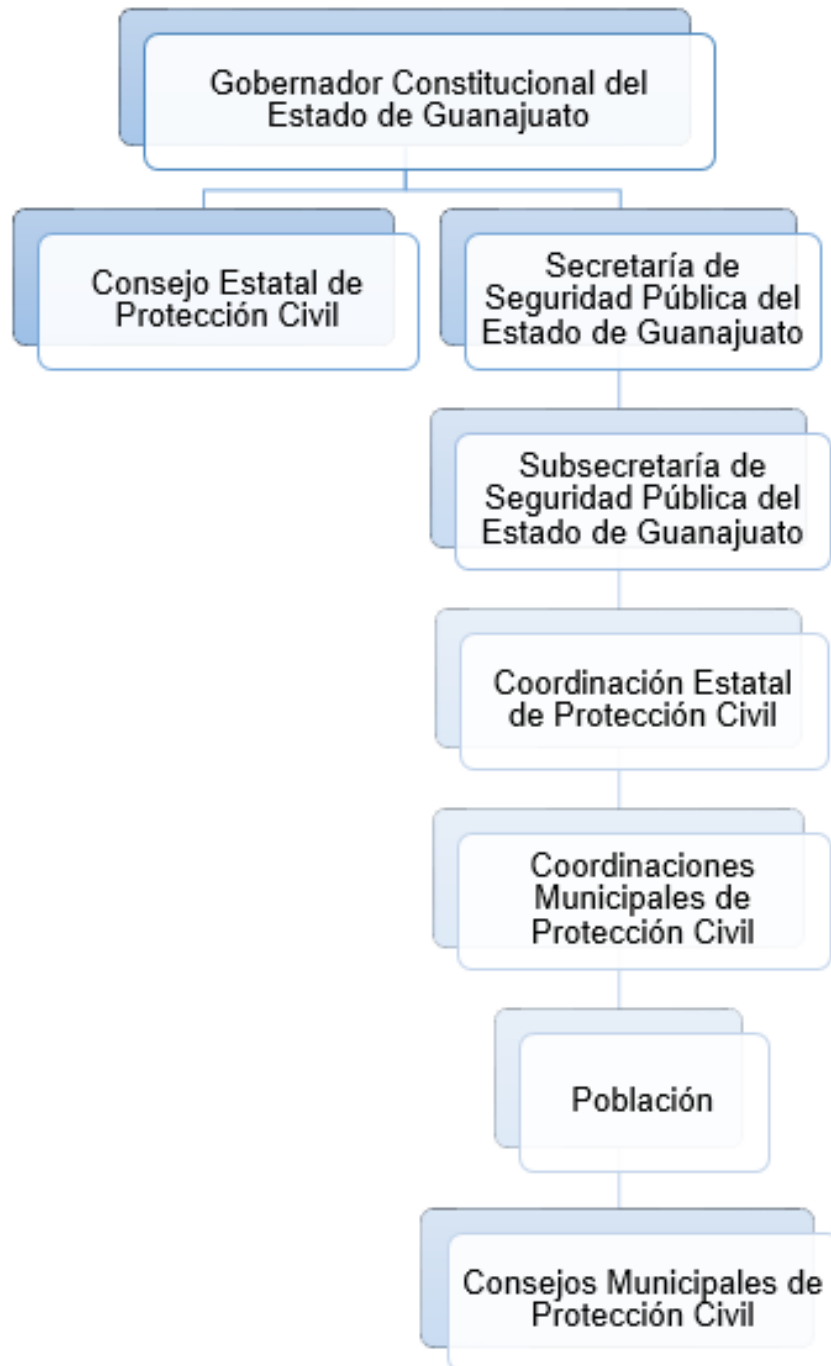 Gobernador Constitucional del
Estado de Guanajuato
Consejo Estatal de
Protección Civil
Secretaría de
Seguridad Pública del
Estado de Guanajuato
Subsecretaría de
Seguridad Pública del
Estado de Guanajuato
Coordinación Estatal
de Protección Civil
Coordinaciones
Municipales de
Protección Civil
Población
Consejos Municipales de
Protección Civil